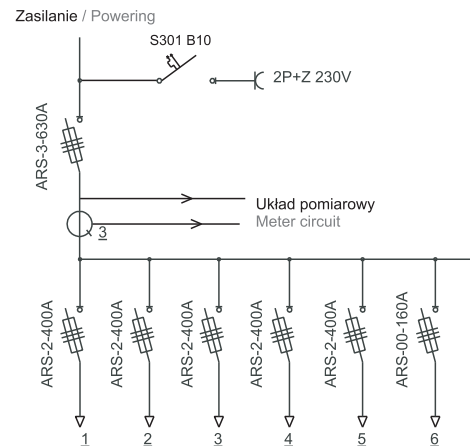 Zasilanie / Powering
S301 B10
2P+Z 230V
ARS-3-630A
Układ pomiarowy
Meter circuit
3
ARS-2-400A
ARS-2-400A
ARS-2-400A
ARS-2-400A
ARS-2-400A
ARS-00-160A
1
2
3
4
5
6